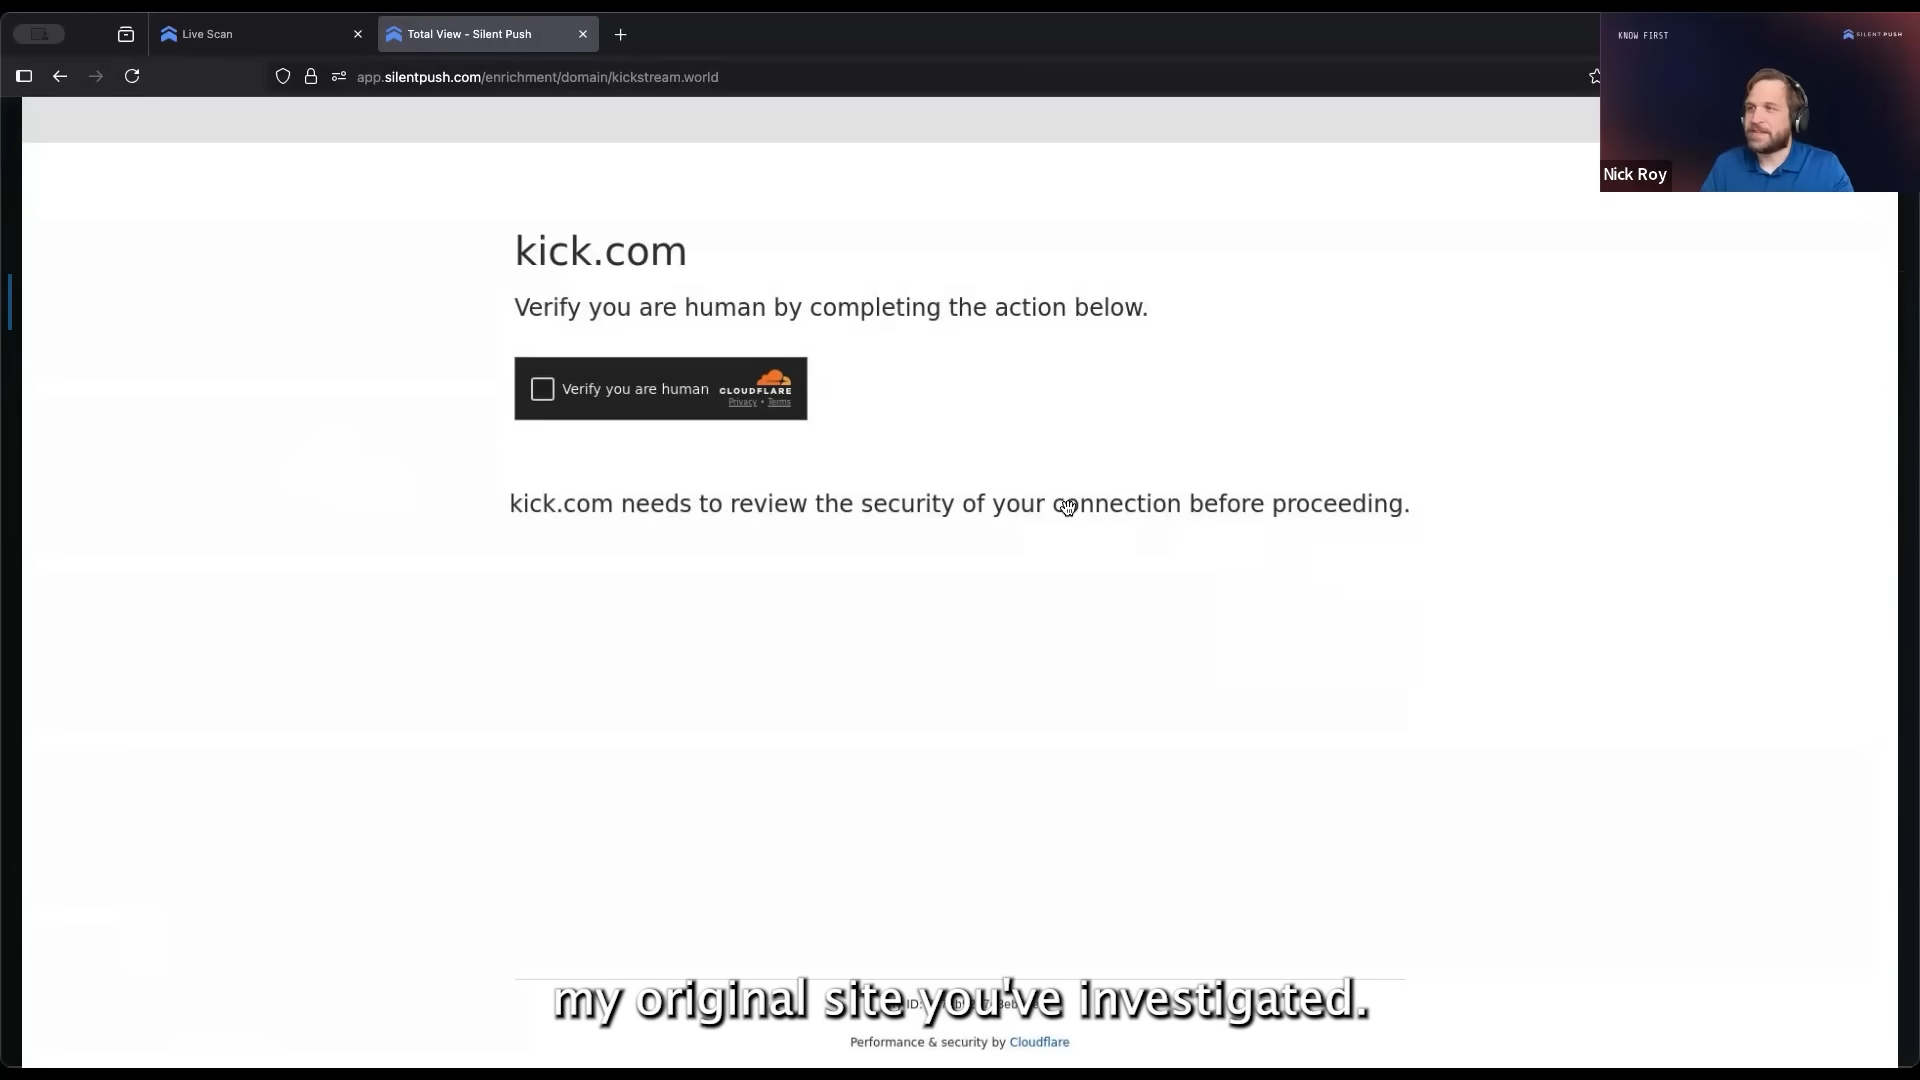 Live Scan
Total View - Silent Push
app.silentpush.com/enrichment/domain/kickstream.world
KNOW FIRST
SILENT PUSH
Nick Roy
kick.com
Verify you are human by completing the action below.
Verify you are human
CLOUDFLARE
Privacy • Terms
kick.com needs to review the security of your connection before proceeding.
my original site you've investigated.
Performance & security by Cloudflare